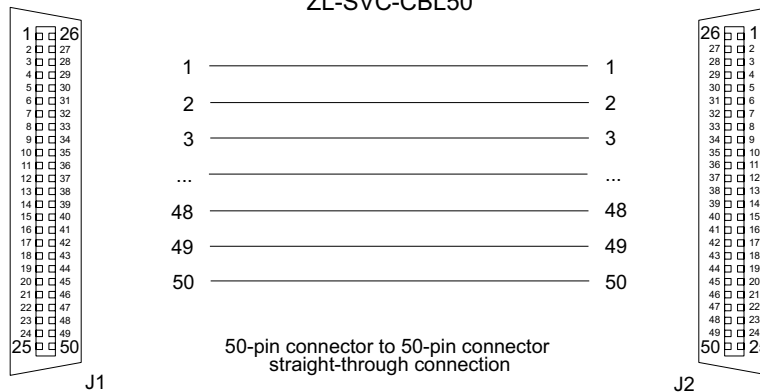 ZL-SVC-CBL50
1 26 26 1
2 27 27 2
3 28 1 1 28 3
4 29 29 4
5 30 30 5
6 31 2 2 31 6
7 32 32 7
8 33 33 8
9 34 3 3 34 9
10 35 35 10
11 36 36 11
12 37 ... ... 37 12
13 38 38 13
14 39 39 14
15 40 48 48 40 15
16 41 41 16
17 42 42 17
18 43 49 49 43 18
19 44 44 19
20 45 45 20
21 46 50 50 46 21
22 47 47 22
23 48 48 23
24 49 49 24
25 50 50 25
50-pin connector to 50-pin connector
straight-through connection
J1 J2